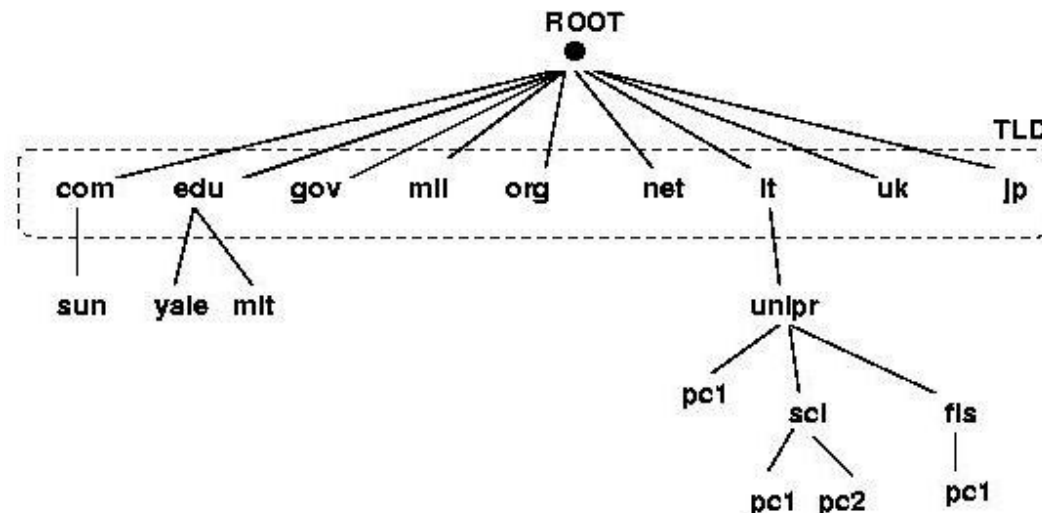 ROOT
TLD
com edu gov mil org net it uk jp
sun yale mit unipr
pc1
sci fis
pc1 pc2 pc1